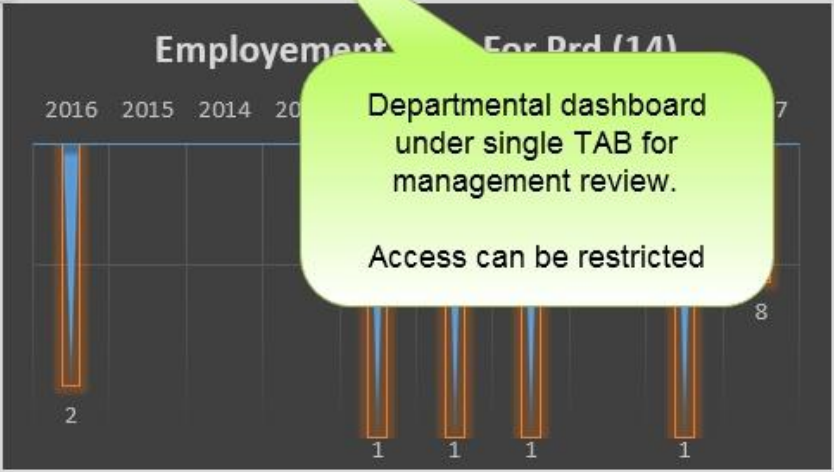 Employement For Prd (14)
2016 2015 2014
Departmental dashboard
under single TAB for
management review.
Access can be restricted
8
2
1 1 1 1